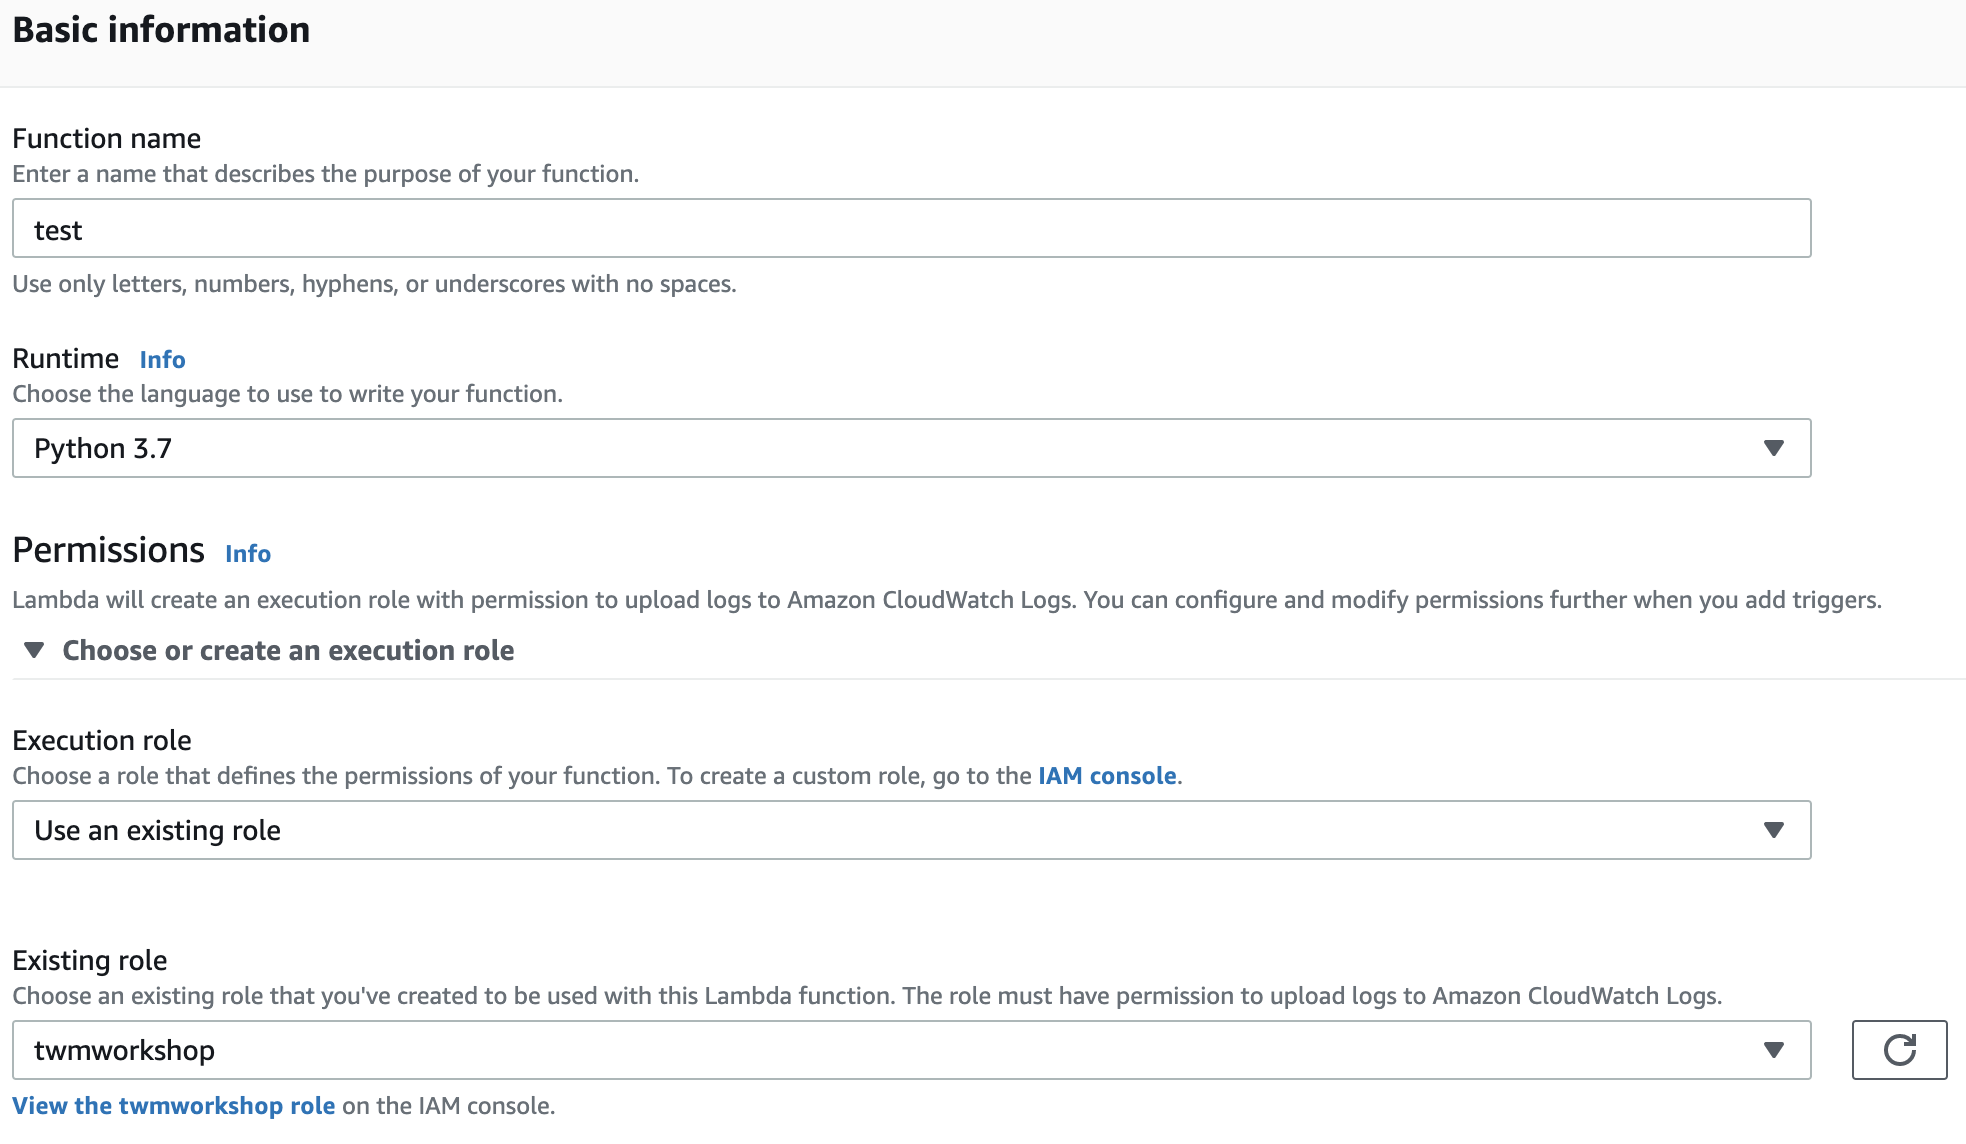 Basic information
Function name
Enter a name that describes the purpose of your function.
test
Use only letters, numbers, hyphens, or underscores with no spaces.
Runtime Info
Choose the language to use to write your function.
Python 3.7
Permissions Info
Lambda will create an execution role with permission to upload logs to Amazon CloudWatch Logs. You can configure and modify permissions further when you add triggers.
Choose or create an execution role
Execution role
Choose a role that defines the permissions of your function. To create a custom role, go to the IAM console.
Use an existing role
Existing role
Choose an existing role that you've created to be used with this Lambda function. The role must have permission to upload logs to Amazon CloudWatch Logs.
twmworkshop
View the twmworkshop role on the IAM console.